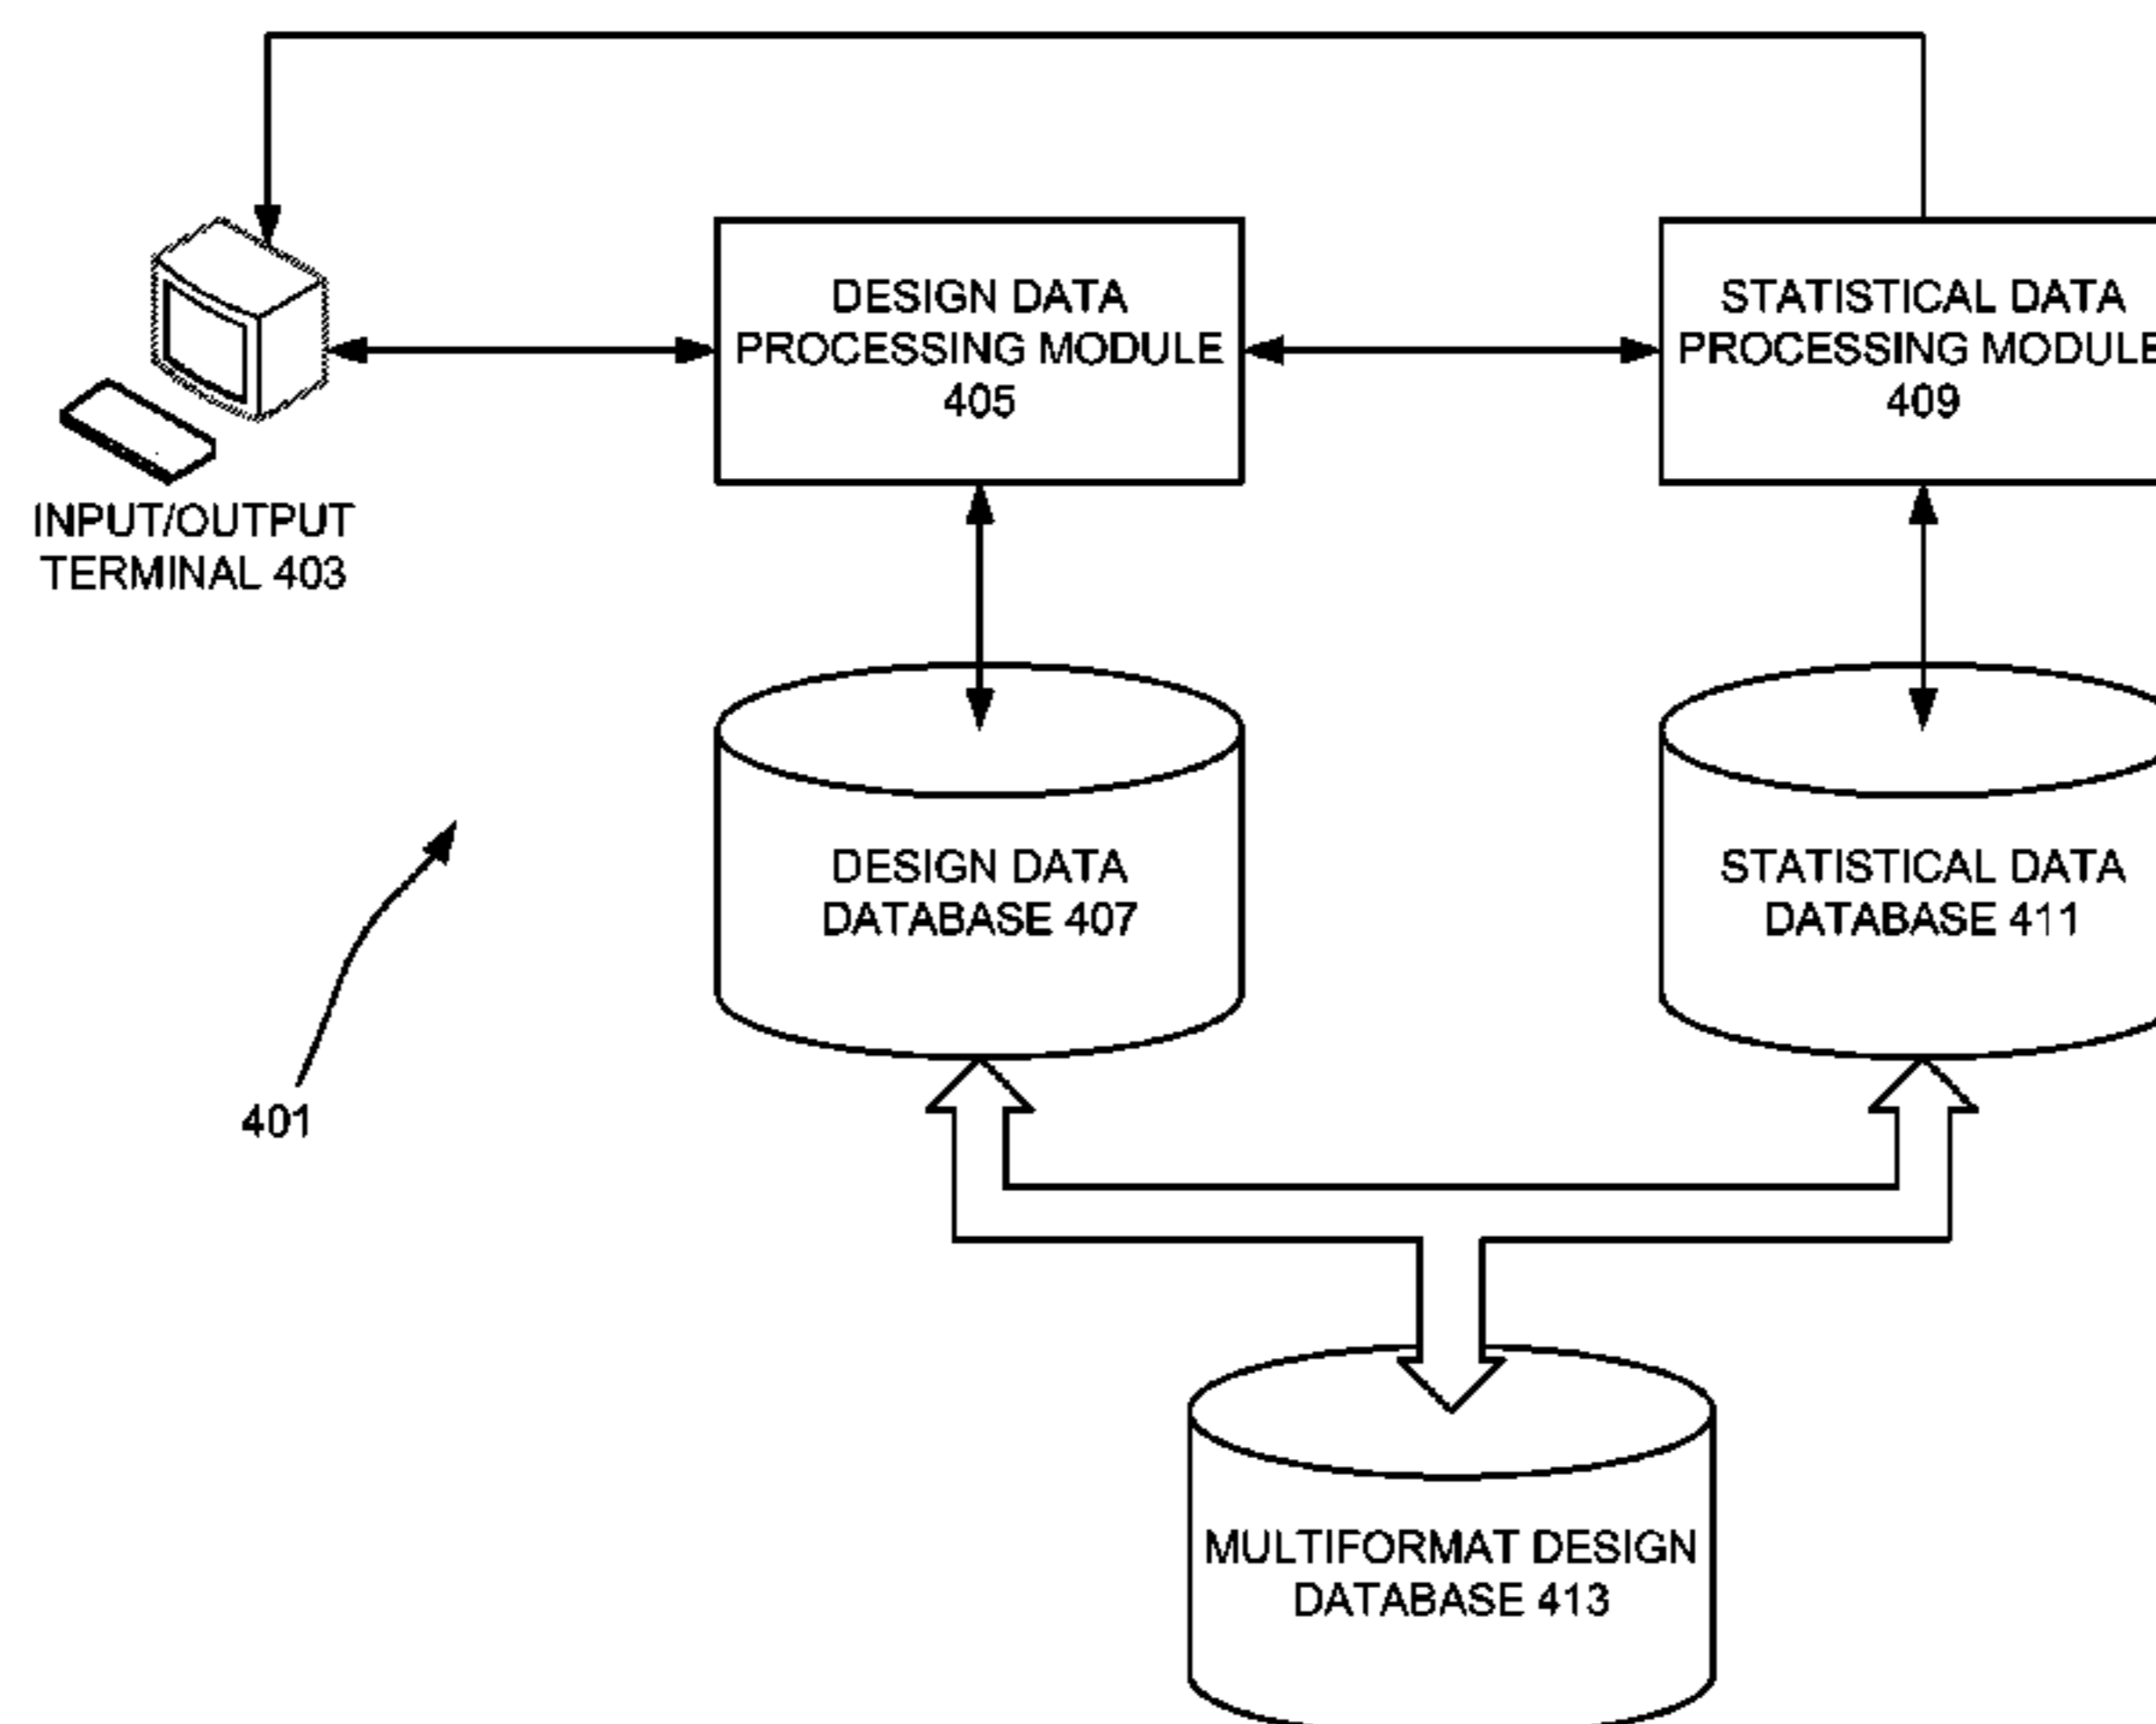 DESIGN DATA
PROCESSING MODULE
405
STATISTICAL DATA
PROCESSING MODULE
409
INPUT/OUTPUT
TERMINAL 403
DESIGN DATA
DATABASE 407
STATISTICAL DATA
DATABASE 411
401
MULTIFORMAT DESIGN
DATABASE 413